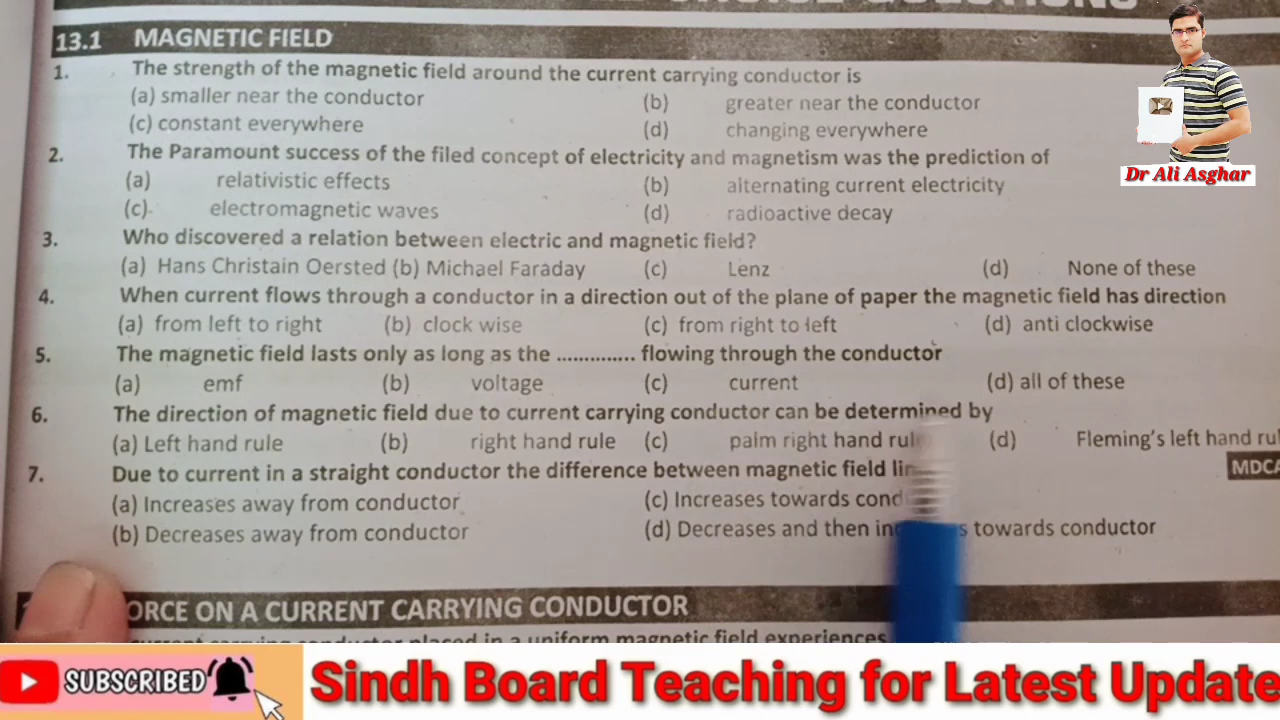 13.1 MAGNETIC FIELD
1. The strength of the magnetic field around the current carrying conductor is
(a) smaller near the conductor (b) greater near the conductor
(c) constant everywhere (d) changing everywhere
2. The Paramount success of the filed concept of electricity and magnetism was the prediction of
(a) relativistic effects (b) alternating current electricity
(c) electromagnetic waves (d) radioactive decay
3. Who discovered a relation between electric and magnetic field?
(a) Hans Christain Oersted (b) Michael Faraday (c) Lenz (d) None of these
4. When current flows through a conductor in a direction out of the plane of paper the magnetic field has direction
(a) from left to right (b) clock wise (c) from right to left (d) anti clockwise
5. The magnetic field lasts only as long as the .............. flowing through the conductor
(a) emf (b) voltage (c) current (d) all of these
6. The direction of magnetic field due to current carrying conductor can be determined by
(a) Left hand rule (b) right hand rule (c) palm right hand (d) Fleming's left hand
7. Due to current in a straight conductor the difference between magnetic field
(a) Increases away from conductor (c) Increases towards
(b) Decreases away from conductor (d) Decreases and then towards conductor
ON A CURRENT CARRYING CONDUCTOR
current carrying conductor placed in a uniform magnetic field experiences
Dr Ali Asghar
SUBSCRIBED
Sindh Board Teaching for Latest Update